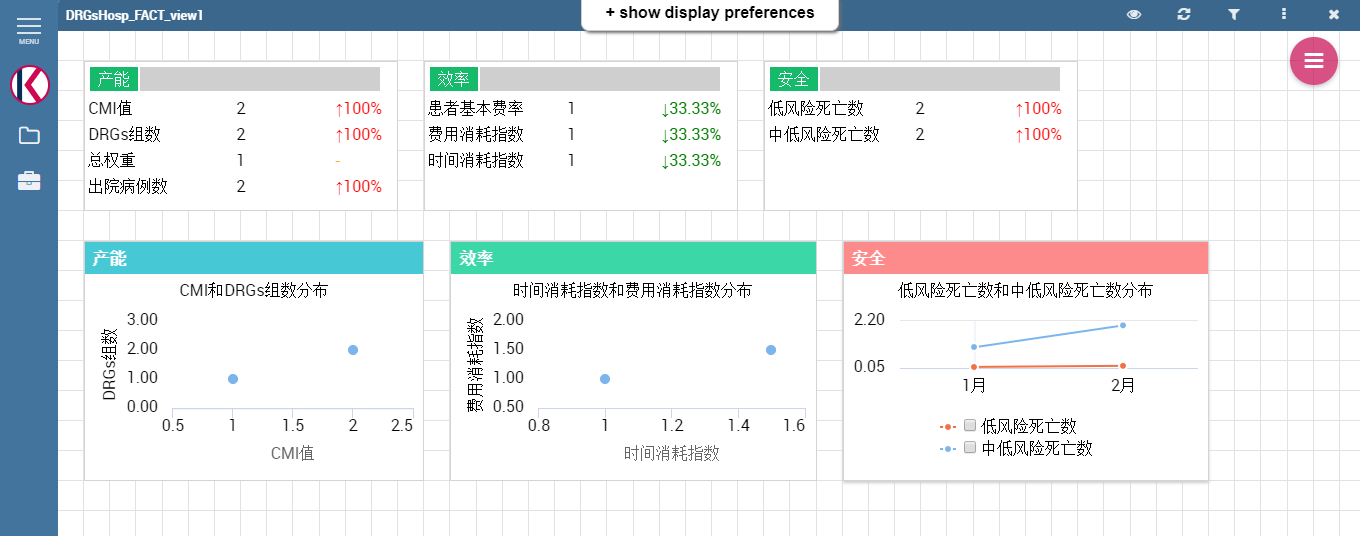 DRGsHosp_FACT_view1
+ show display preferences
MENU
产能
CMI值 2 ↑100%
DRGs组数 2 ↑100%
总权重 1 -
出院病例数 2 ↑100%
效率
患者基本费率 1 ↓33.33%
费用消耗指数 1 ↓33.33%
时间消耗指数 1 ↓33.33%
安全
低风险死亡数 2 ↑100%
中低风险死亡数 2 ↑100%
产能
CMI和DRGs组数分布
DRGs组数
3.00
2.00
1.00
0.00
0.5 1 1.5 2 2.5
CMI值
效率
时间消耗指数和费用消耗指数分布
费用消耗指数
2.00
1.50
1.00
0.50
0.8 1 1.2 1.4 1.6
时间消耗指数
安全
低风险死亡数和中低风险死亡数分布
2.20
0.05
1月 2月
低风险死亡数
中低风险死亡数